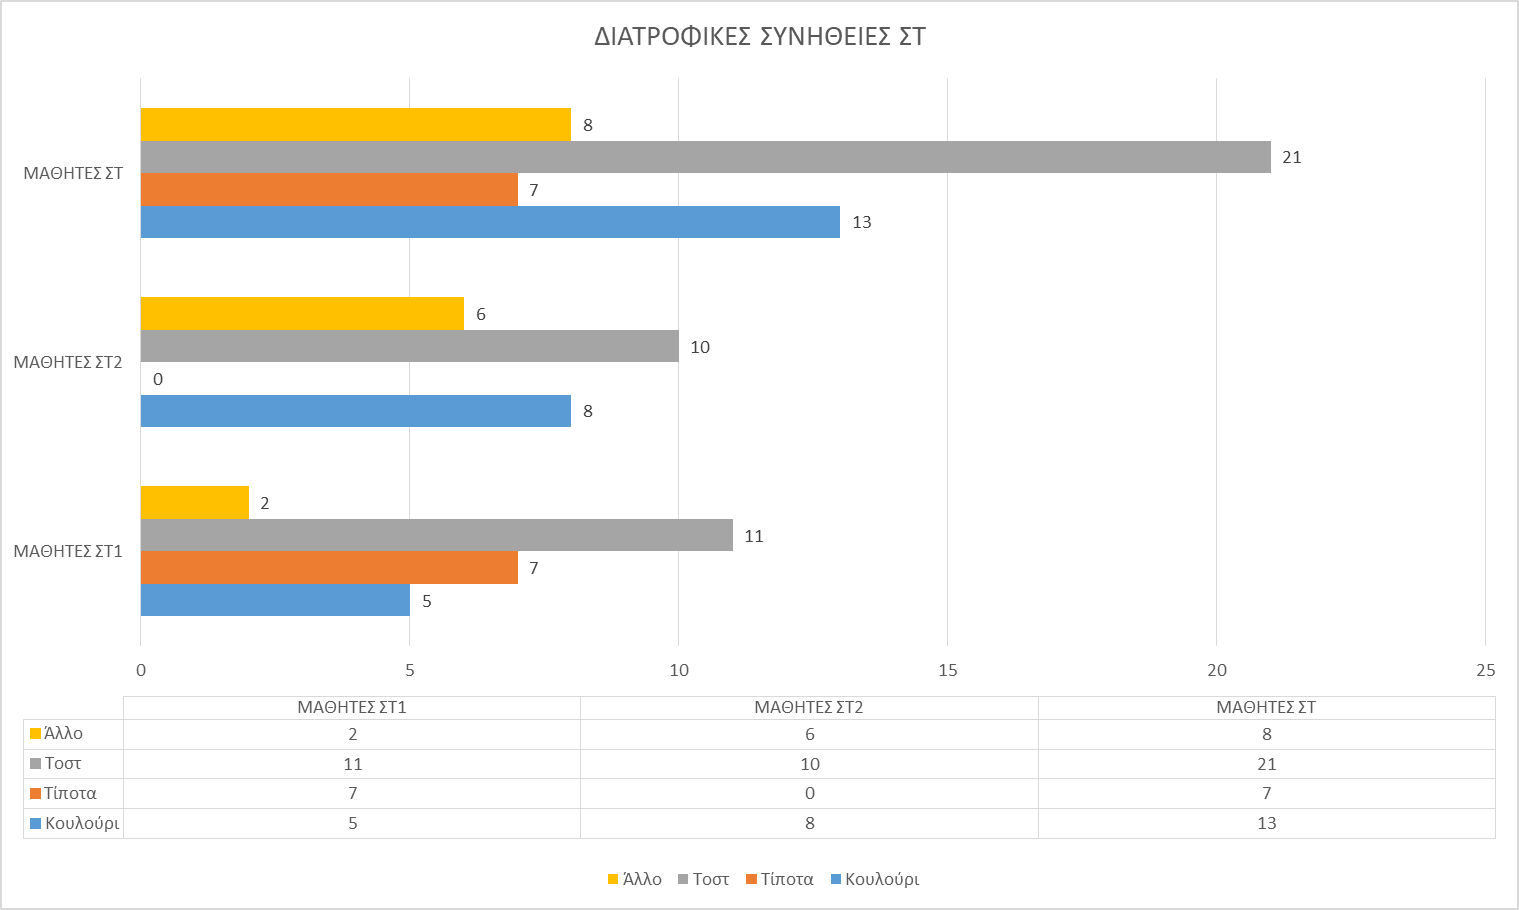 ΔΙΑΤΡΟΦΙΚΕΣ ΣΥΝΗΘΕΙΕΣ ΣΤ
8
21
ΜΑΘΗΤΕΣ ΣΤ
7
13
6
10
ΜΑΘΗΤΕΣ ΣΤ2
0
8
2
11
ΜΑΘΗΤΕΣ ΣΤ1
7
5
0 5 10 15 20 25
ΜΑΘΗΤΕΣ ΣΤ1 ΜΑΘΗΤΕΣ ΣΤ2 ΜΑΘΗΤΕΣ ΣΤ
Άλλο 2 6 8
Τοστ 11 10 21
Τίποτα 7 0 7
Κουλούρι 5 8 13
Άλλο Τοστ Τίποτα Κουλούρι